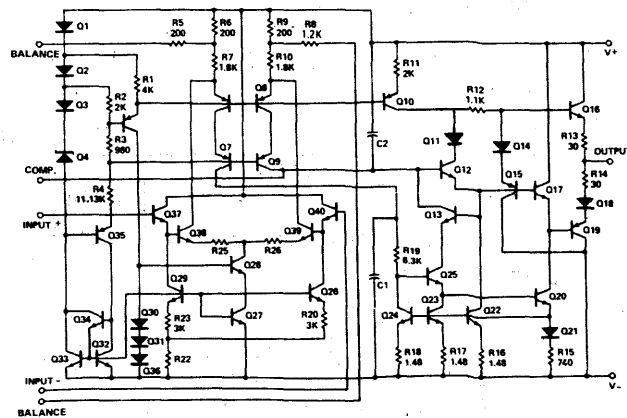 Q1
R5
200
R6
200
R9
200
R8
1.2K
BALANCE
Q2
R7
1.8K
R10
1.8K
R11
2K
V+
R1
4K
R2
2K
Q3
Q8
Q10
R12
1.1K
Q16
R3
960
Q11
Q14
R13
30
OUTPUT
Q4
Q7
Q9
C2
Q12
Q15
Q17
R14
30
COMP.
R4
11.13K
Q18
INPUT +
Q37
Q38
Q39
Q40
Q13
Q19
Q35
R25
R26
R19
6.3K
Q28
Q25
Q29
C1
Q26
Q20
Q34
Q30
R23
3K
Q27
R20
3K
Q24
Q23
Q22
Q21
Q33
Q32
Q31
Q36
R22
R18
1.48
R17
1.48
R16
1.48
R15
740
INPUT -
V-
BALANCE